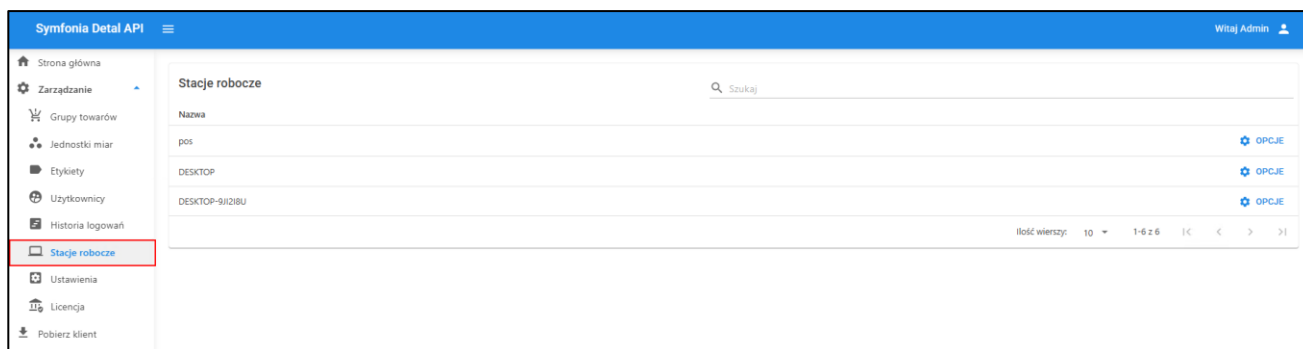 Symfonia Detal API
Witaj Admin
Strona główna
Zarządzanie
Grupy towarów
Jednostki miar
Etykiety
Użytkownicy
Historia logowań
Stacje robocze
Ustawienia
Licencja
Pobierz klient
Stacje robocze
Szukaj
Nazwa
pos OPCJE
DESKTOP OPCJE
DESKTOP-9JI2I8U OPCJE
Ilość wierszy: 10 1-6 z 6